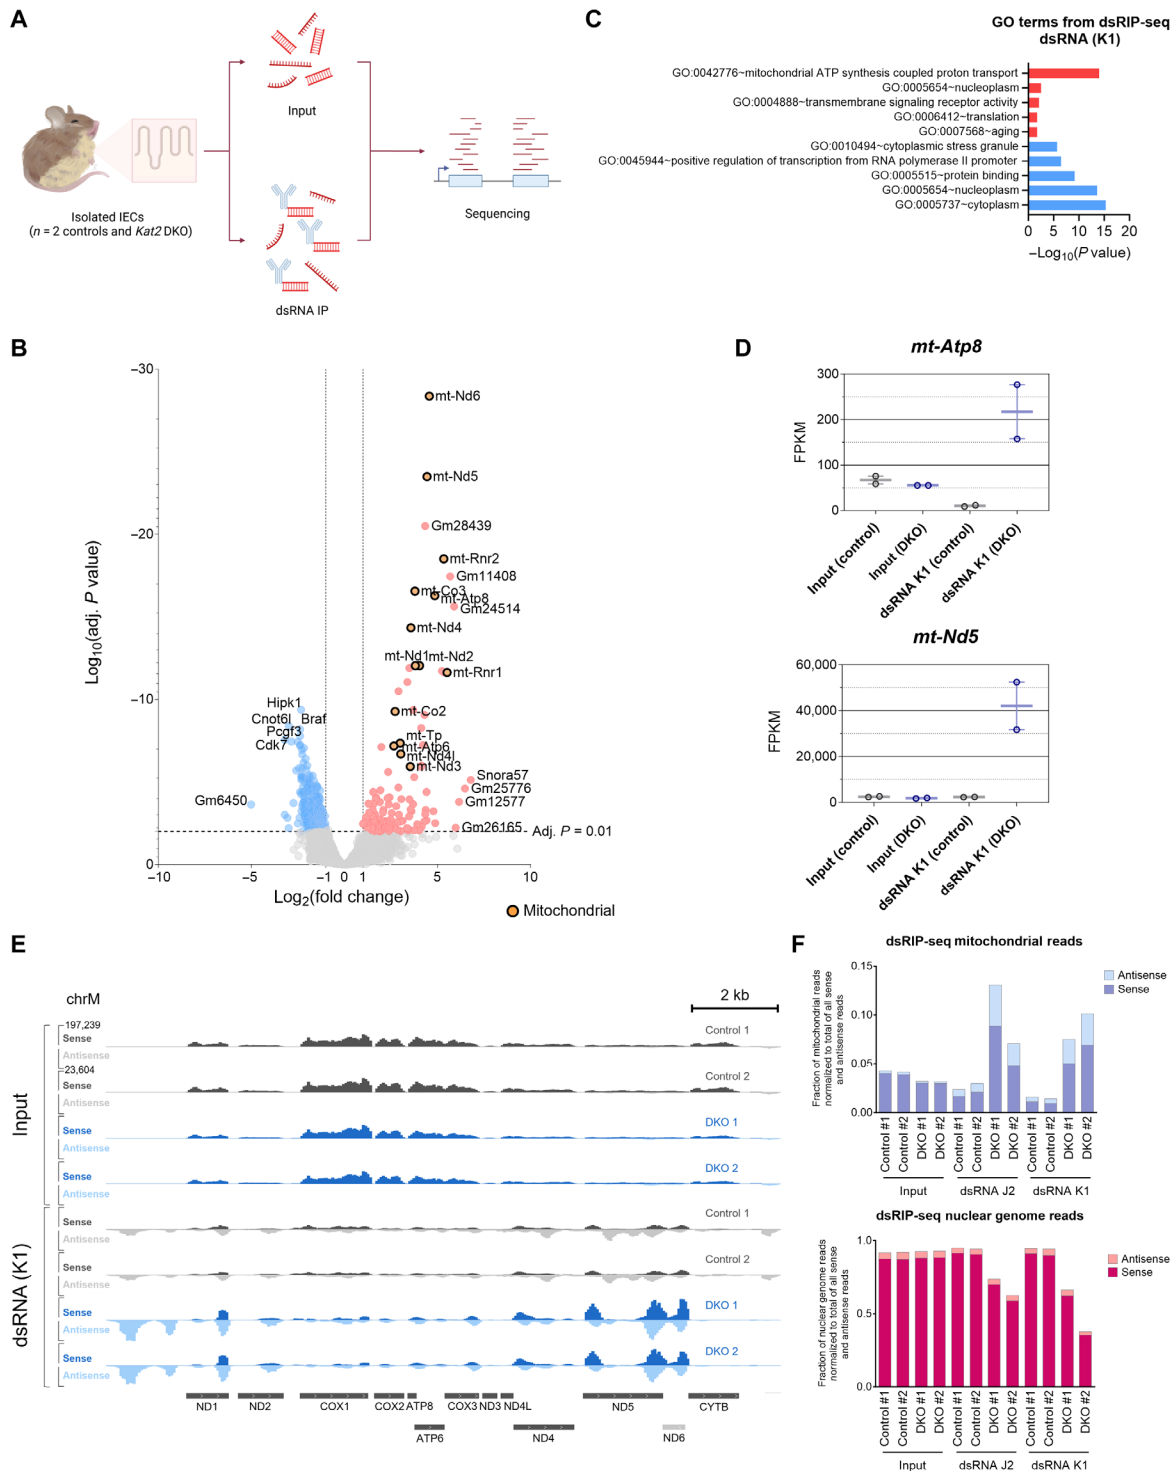 A
Input
Isolated IECs
(n = 2 controls and Kat2 DKO)
dsRNA IP
Sequencing
C
GO terms from dsRIP-seq
dsRNA (K1)
GO:0042776~mitochondrial ATP synthesis coupled proton transport
GO:0005654~nucleoplasm
GO:0004888~transmembrane signaling receptor activity
GO:0006412~translation
GO:0007568~aging
GO:0010494~cytoplasmic stress granule
GO:0045944~positive regulation of transcription from RNA polymerase II promoter
GO:0005515~protein binding
GO:0005654~nucleoplasm
GO:0005737~cytoplasm
0 5 10 15 20
−Log10(P value)
B
−30
−20
−10
0
Log10(adj. P value)
mt-Nd6
mt-Nd5
Gm28439
mt-Rnr2
Gm11408
mt-Co3
mt-Atp8
Gm24514
mt-Nd4
mt-Nd1
mt-Nd2
mt-Rnr1
mt-Co2
mt-Tp
mt-Atp6
mt-Nd4l
mt-Nd3
Hipk1
Cnot6l
Braf
Pcgf3
Cdk7
Gm6450
Snora57
Gm25776
Gm12577
Gm26165
Adj. P = 0.01
−10 −5 −1 0 1 5 10
Log2(fold change)
Mitochondrial
D
mt-Atp8
300
200
100
0
FPKM
Input (control)
Input (DKO)
dsRNA K1 (control)
dsRNA K1 (DKO)
mt-Nd5
60,000
40,000
20,000
0
FPKM
Input (control)
Input (DKO)
dsRNA K1 (control)
dsRNA K1 (DKO)
E
chrM
2 kb
Input
197,239
Sense
Antisense
Control 1
23,604
Sense
Antisense
Control 2
Sense
Antisense
DKO 1
Sense
Antisense
DKO 2
dsRNA (K1)
Sense
Antisense
Control 1
Sense
Antisense
Control 2
Sense
Antisense
DKO 1
Sense
Antisense
DKO 2
ND1 ND2 COX1 COX2 ATP8 COX3 ND3 ND4L ND5 CYTB
ATP6 ND4 ND6
F
dsRIP-seq mitochondrial reads
Fraction of mitochondrial reads
normalized to total of all sense
and antisense reads
0.15
0.10
0.05
0.00
Antisense
Sense
Control #1
Control #2
DKO #1
DKO #2
Control #1
Control #2
DKO #1
DKO #2
Control #1
Control #2
DKO #1
DKO #2
Input dsRNA J2 dsRNA K1
dsRIP-seq nuclear genome reads
Fraction of nuclear genome reads
normalized to total of all sense
and antisense reads
1.0
0.5
0.0
Antisense
Sense
Control #1
Control #2
DKO #1
DKO #2
Control #1
Control #2
DKO #1
DKO #2
Control #1
Control #2
DKO #1
DKO #2
Input dsRNA J2 dsRNA K1